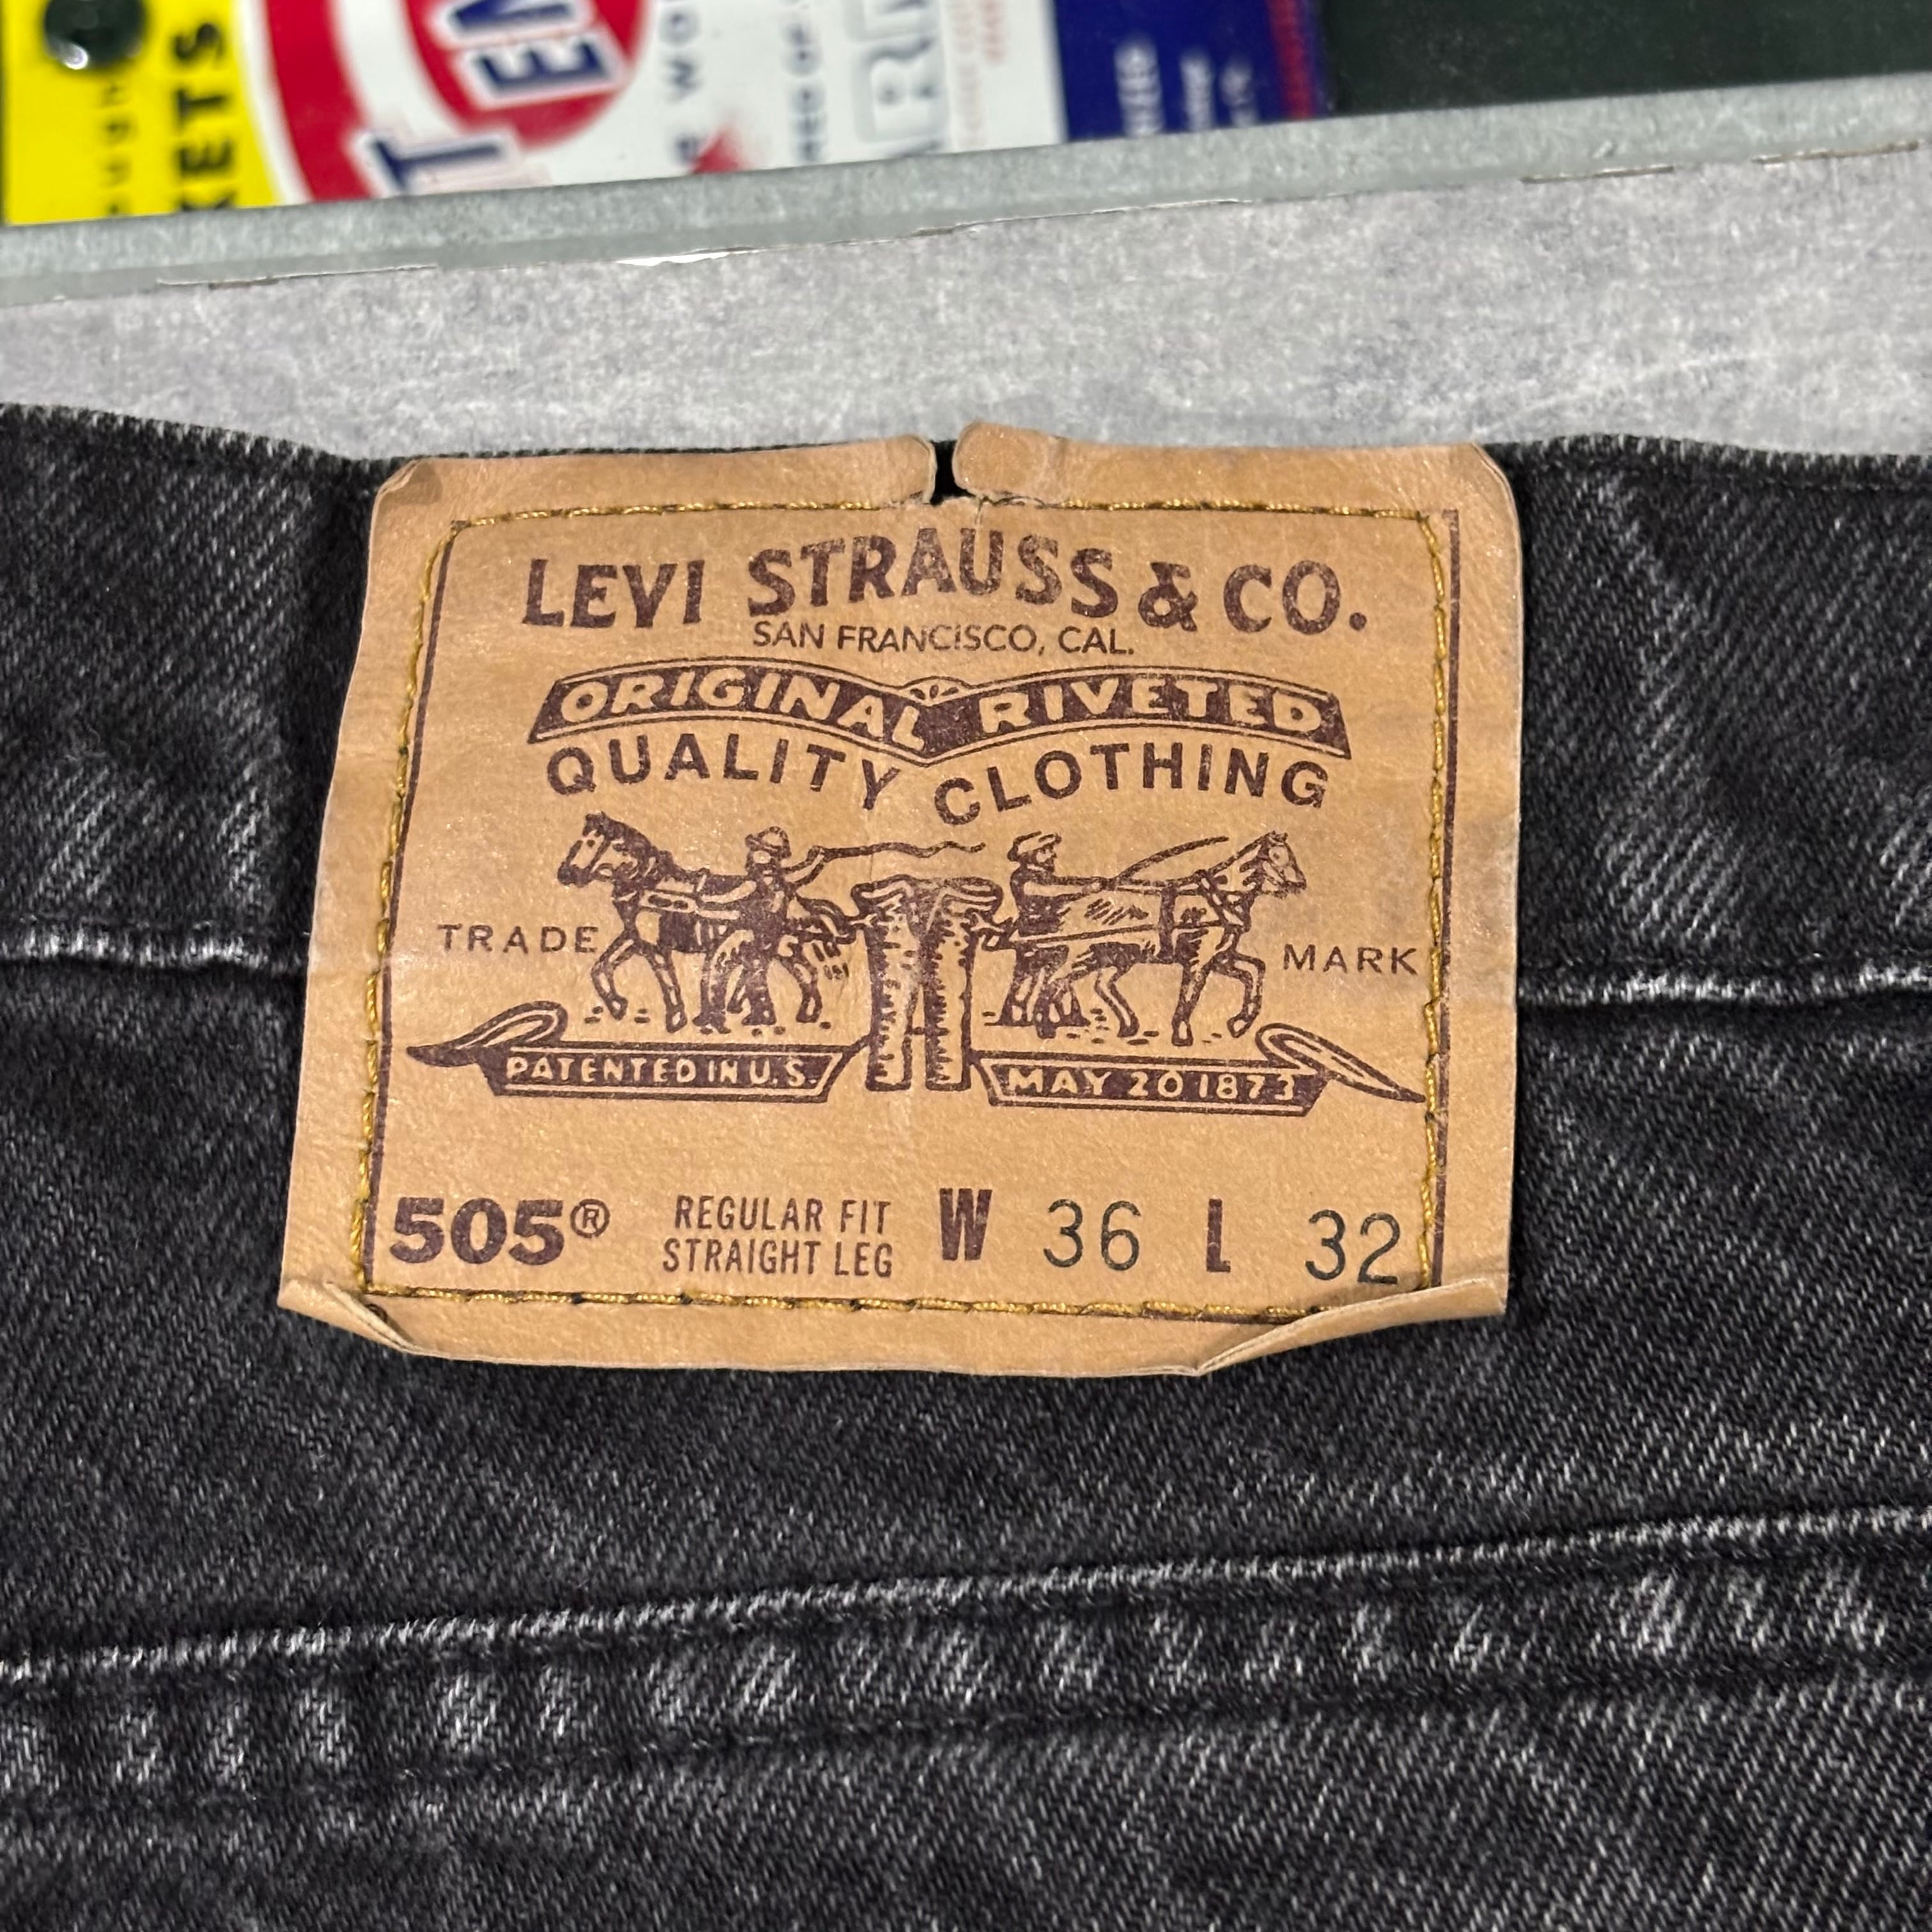 KETS
LEVI STRAUSS & CO.
SAN FRANCISCO, CAL.
ORIGINAL RIVETED
QUALITY CLOTHING
TRADE MARK
PATENTED IN U.S. MAY 20 1873
505® REGULAR FIT W 36 L 32
STRAIGHT LEG